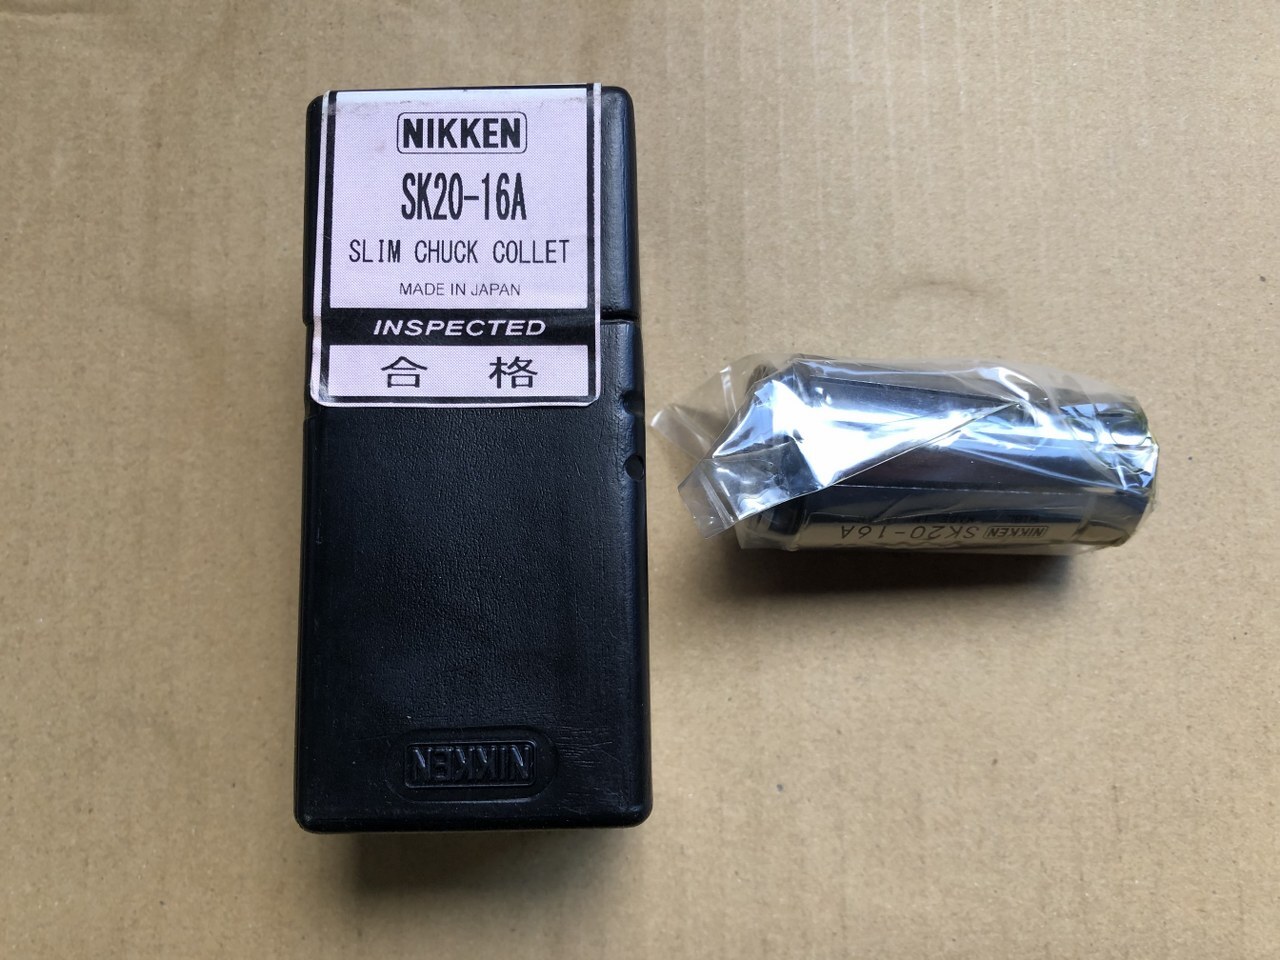 NIKKEN
SK20-16A
SLIM CHUCK COLLET
MADE IN JAPAN
INSPECTED
合格
NIKKEN
NIKKEN SK20-16A